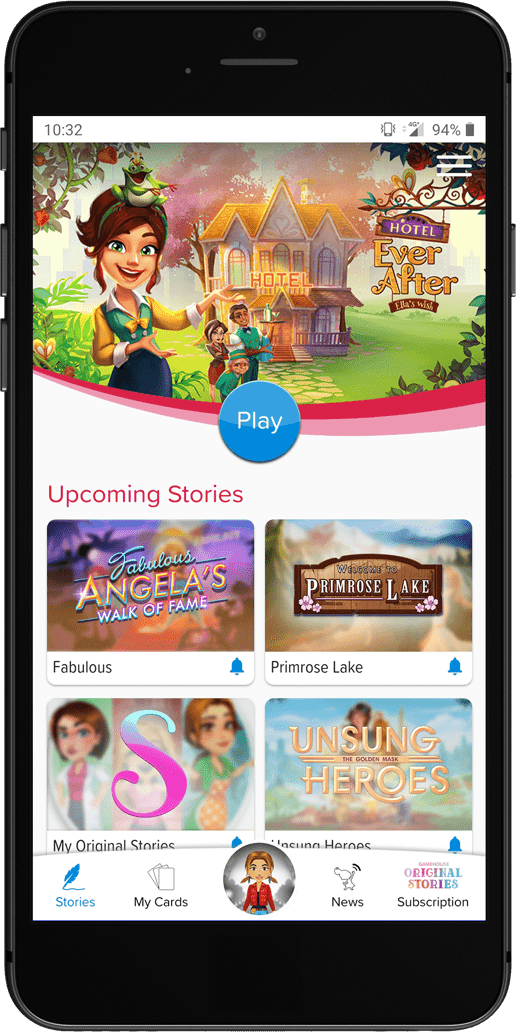 10:32
4G+
94%
HOTEL
Ever
After
Ella's Wish
HOTEL
Play
Upcoming Stories
Fabulous
ANGELA'S
WALK OF FAME
WELCOME TO
PRIMROSE LAKE
Fabulous
Primrose Lake
S
UNSUNG
THE GOLDEN MASK
HEROES
My Original Stories
Unsung Heroes
GAMEHOUSE
ORIGINAL
STORIES
Stories
My Cards
News
Subscription